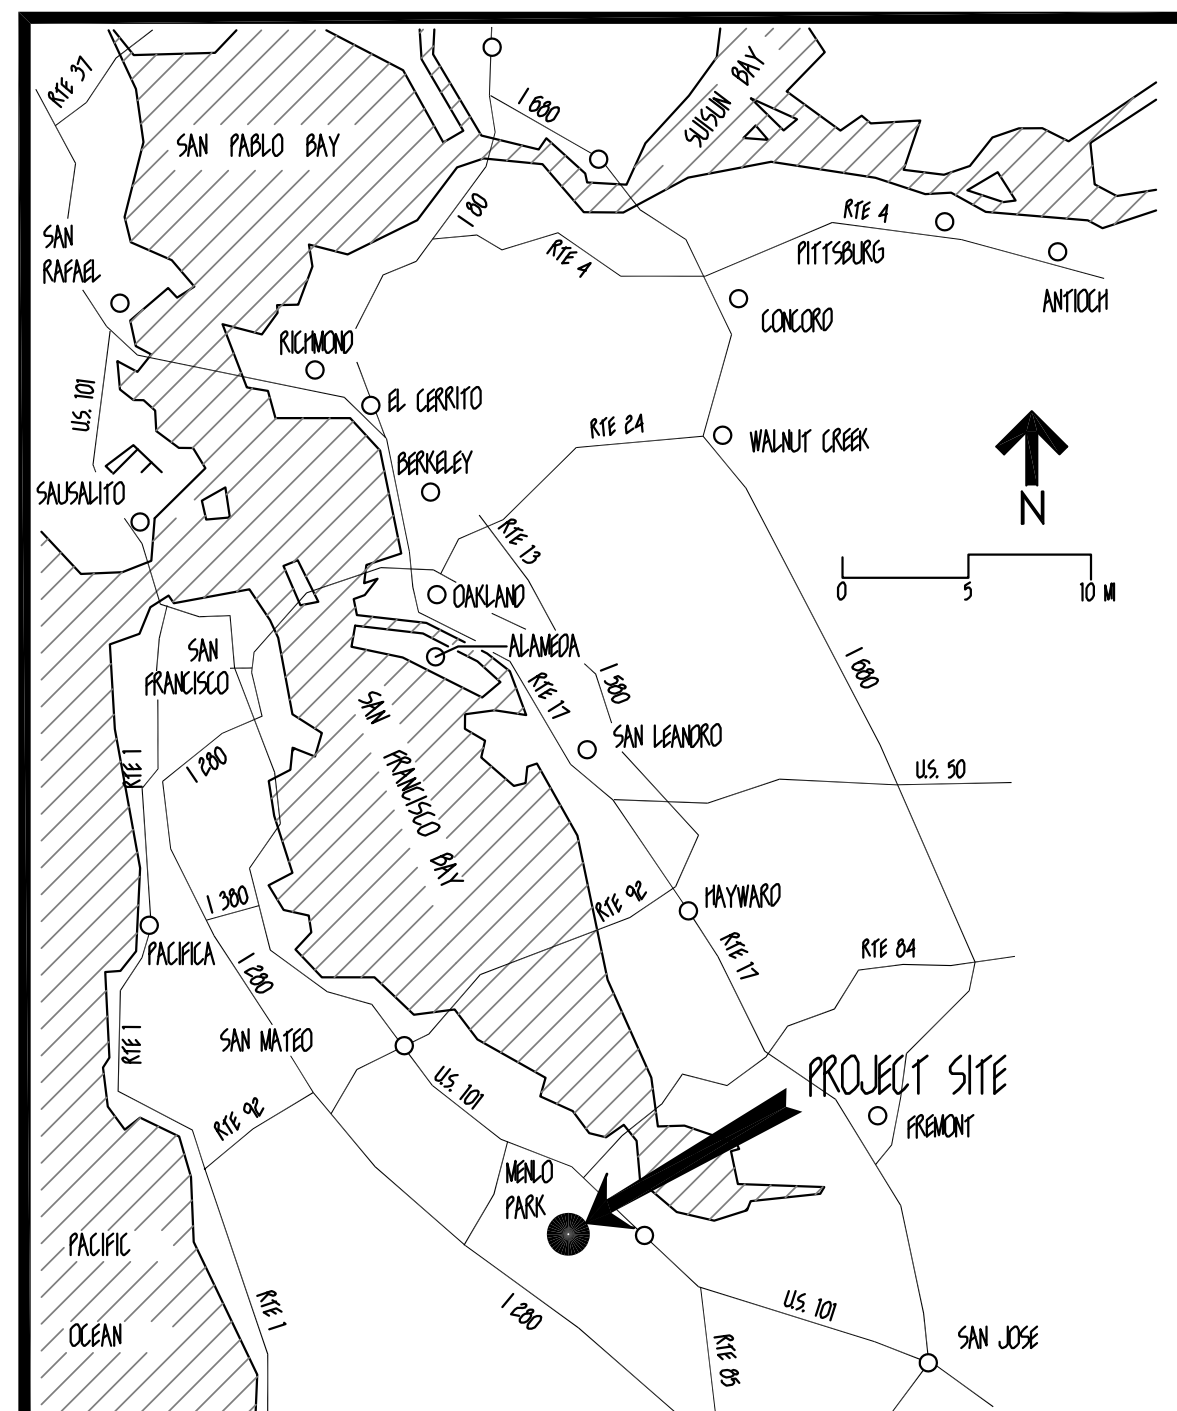 RTE 37
I 680
SUISUN BAY
SAN PABLO BAY
I 80
RTE 4
SAN
RAFAEL
RTE 4
PITTSBURG
ANTIOCH
CONCORD
RICHMOND
U.S. 101
EL CERRITO
RTE 24
WALNUT CREEK
BERKELEY
SAUSALITO
N
RTE 13
0 5 10 MI
OAKLAND
ALAMEDA
SAN
FRANCISCO
I 680
I 580
RTE 17
SAN
FRANCISCO
BAY
SAN LEANDRO
RTE 1
I 280
U.S. 50
I 380
RTE 92
HAYWARD
PACIFICA
I 280
RTE 17
RTE 84
RTE 1
SAN MATEO
U.S. 101
PROJECT SITE
RTE 92
FREMONT
MENLO
PARK
PACIFIC
OCEAN
RTE 1
I 280
U.S. 101
RTE 85
SAN JOSE